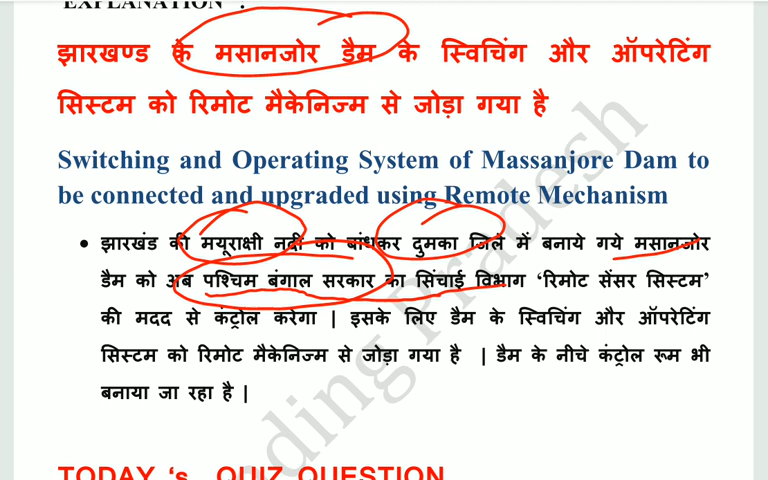 EXPLANATION :
झारखण्ड के मसानजोर डैम के स्विचिंग और ऑपरेटिंग
सिस्टम को रिमोट मैकेनिज्म से जोड़ा गया है
Switching and Operating System of Massanjore Dam to
be connected and upgraded using Remote Mechanism
• झारखंड की मयूराक्षी नदी को बांधकर दुमका जिले में बनाये गये मसानजोर
डैम को अब पश्चिम बंगाल सरकार का सिंचाई विभाग ‘रिमोट सेंसर सिस्टम’
की मदद से कंट्रोल करेगा | इसके लिए डैम के स्विचिंग और ऑपरेटिंग
सिस्टम को रिमोट मैकेनिज्म से जोड़ा गया है | डैम के नीचे कंट्रोल रूम भी
बनाया जा रहा है |
TODAY ‘s QUIZ QUESTION